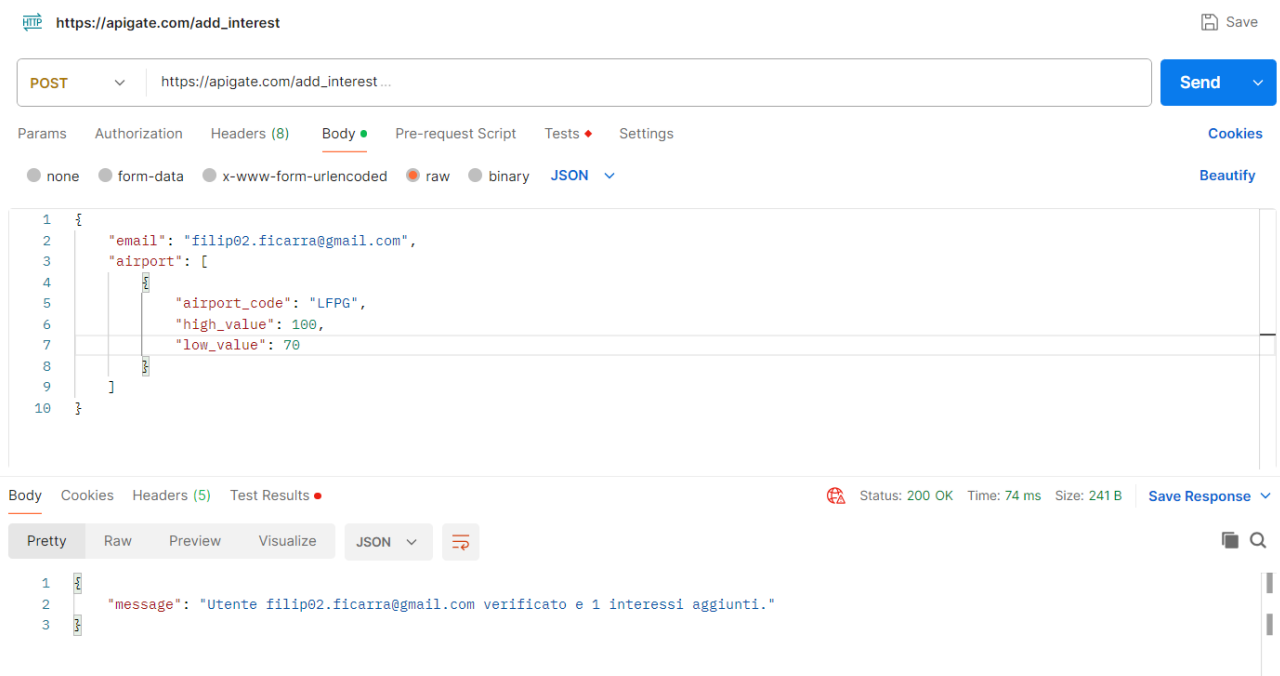 HTTP https://apigate.com/add_interest Save
POST https://apigate.com/add_interest ... Send
Params Authorization Headers (8) Body Pre-request Script Tests Settings Cookies
none form-data x-www-form-urlencoded raw binary JSON Beautify
1 {
2 "email": "filip02.ficarra@gmail.com",
3 "airport": [
4 {
5 "airport_code": "LFPG",
6 "high_value": 100,
7 "low_value": 70
8 }
9 ]
10 }
Body Cookies Headers (5) Test Results Status: 200 OK Time: 74 ms Size: 241 B Save Response
Pretty Raw Preview Visualize JSON
1 {
2 "message": "Utente filip02.ficarra@gmail.com verificato e 1 interessi aggiunti."
3 }